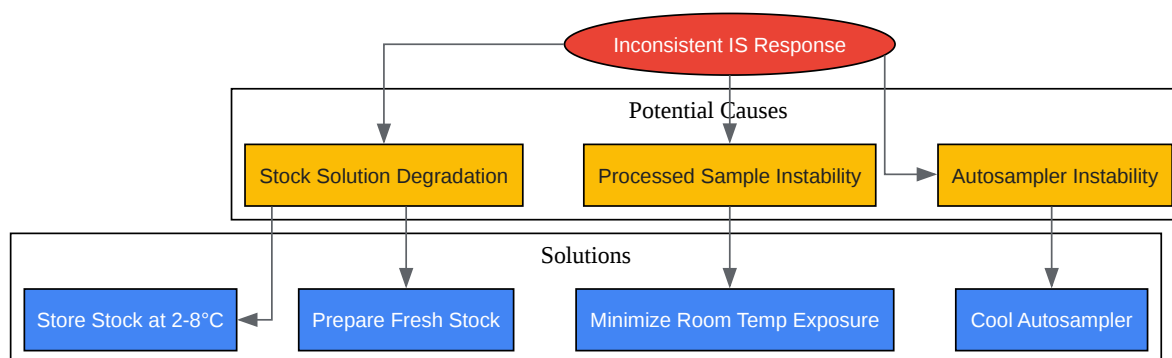 Inconsistent IS Response
Potential Causes
Stock Solution Degradation
Processed Sample Instability
Autosampler Instability
Solutions
Store Stock at 2-8°C
Prepare Fresh Stock
Minimize Room Temp Exposure
Cool Autosampler